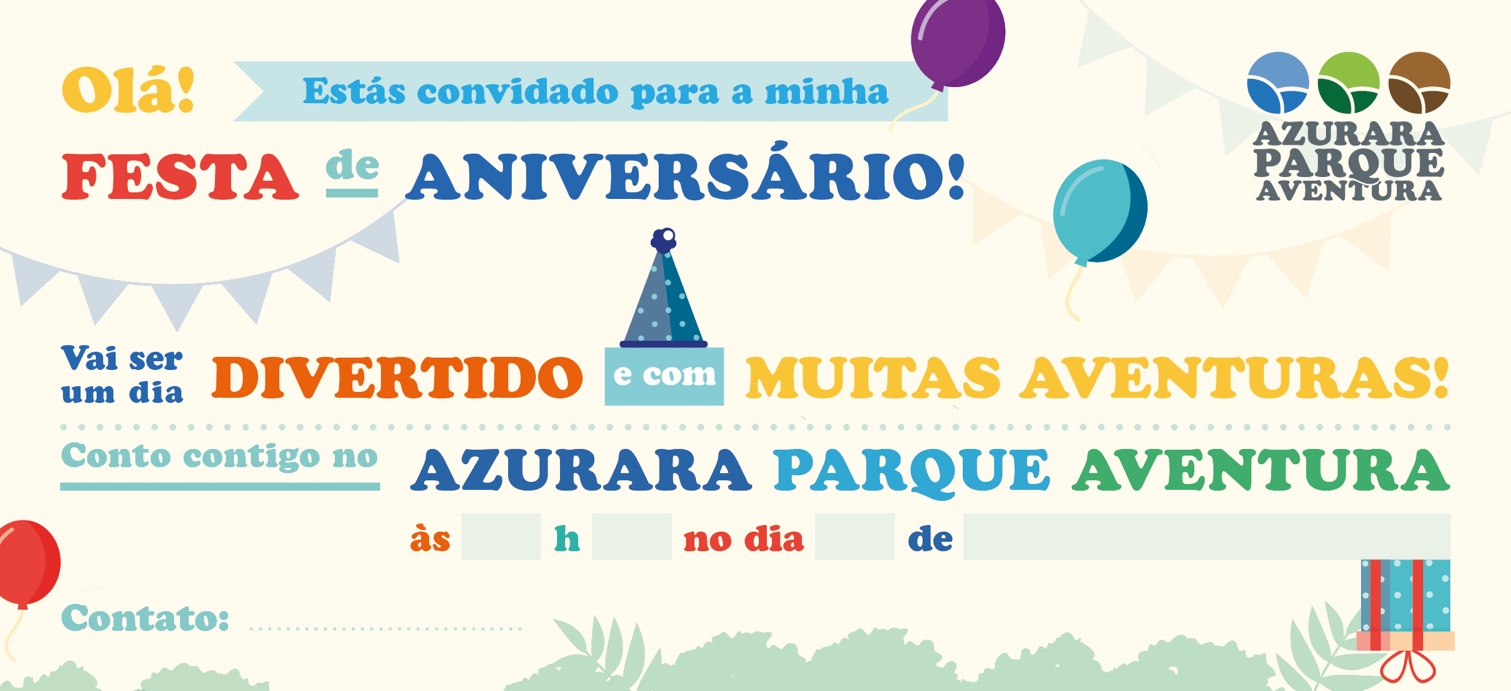 Olá! Estás convidado para a minha
FESTA de ANIVERSÁRIO!
AZURARA
PARQUE
AVENTURA
Vai ser
um dia
DIVERTIDO e com MUITAS AVENTURAS!
Conto contigo no AZURARA PARQUE AVENTURA
às h no dia de
Contato: